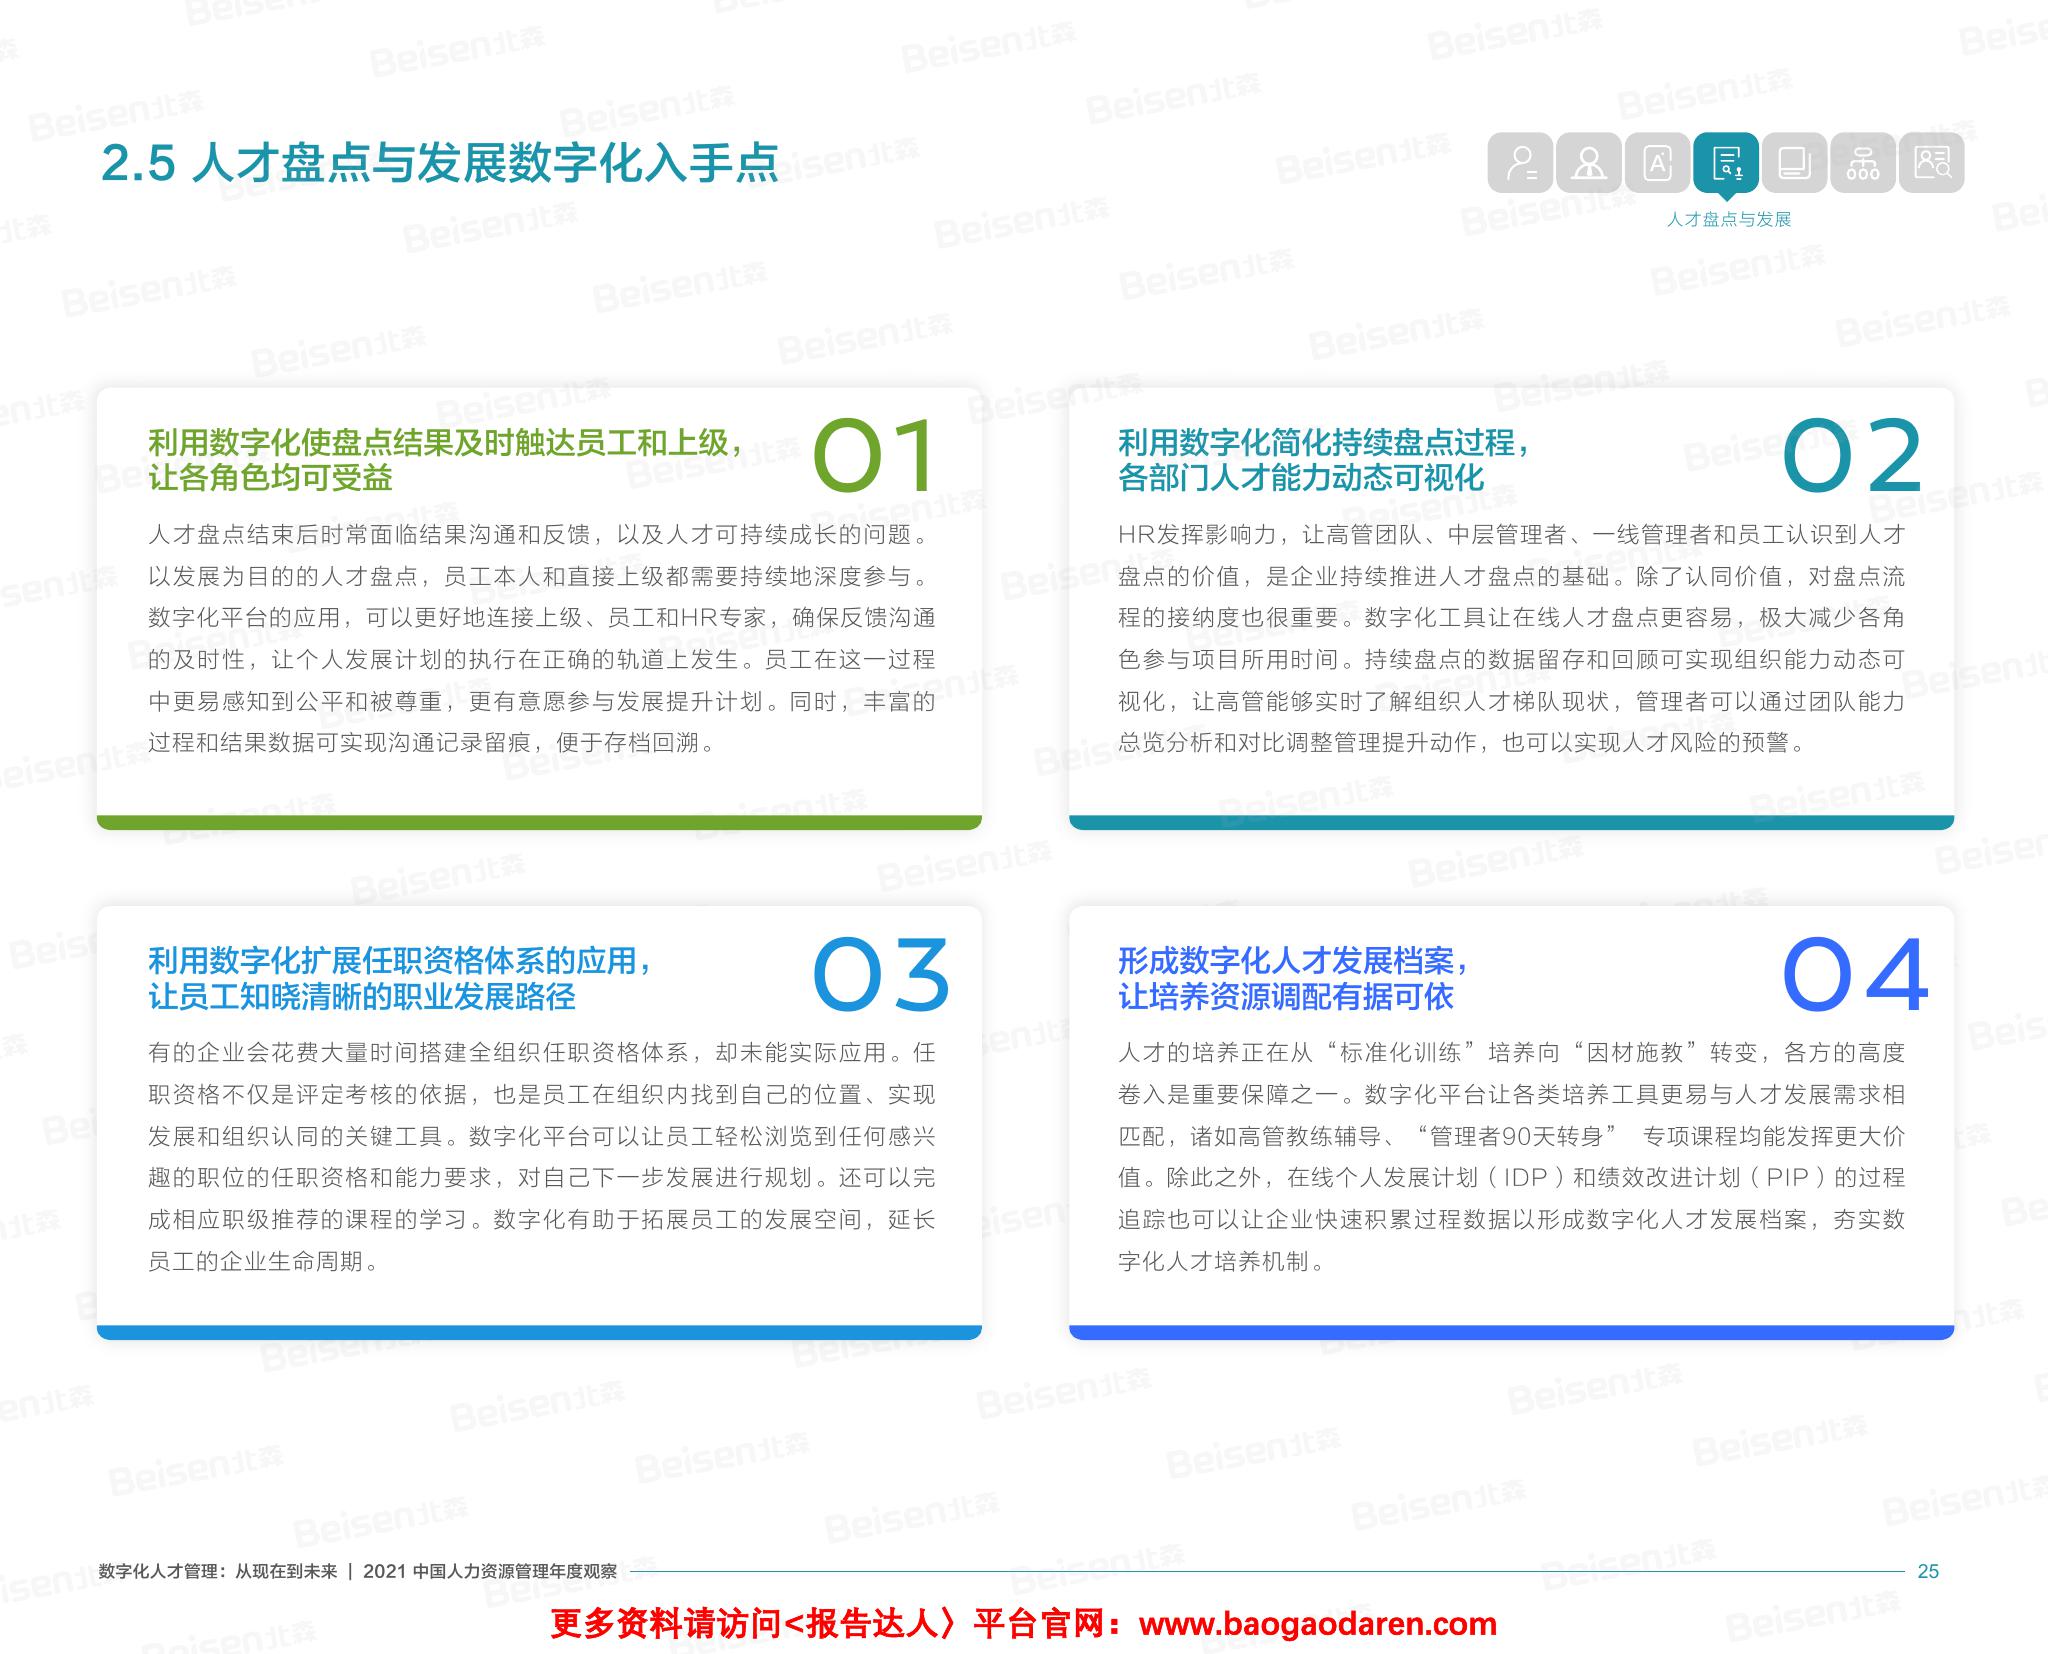 2.5 人才盘点与发展数字化入手点
人才盘点与发展
利用数字化使盘点结果及时触达员工和上级，
让各角色均可受益
01
人才盘点结束后时常面临结果沟通和反馈，以及人才可持续成长的问题。
以发展为目的的人才盘点，员工本人和直接上级都需要持续地深度参与。
数字化平台的应用，可以更好地连接上级、员工和HR专家，确保反馈沟通
的及时性，让个人发展计划的执行在正确的轨道上发生。员工在这一过程
中更易感知到公平和被尊重，更有意愿参与发展提升计划。同时，丰富的
过程和结果数据可实现沟通记录留痕，便于存档回溯。
利用数字化简化持续盘点过程，
各部门人才能力动态可视化
02
HR发挥影响力，让高管团队、中层管理者、一线管理者和员工认识到人才
盘点的价值，是企业持续推进人才盘点的基础。除了认同价值，对盘点流
程的接纳度也很重要。数字化工具让在线人才盘点更容易，极大减少各角
色参与项目所用时间。持续盘点的数据留存和回顾可实现组织能力动态可
视化，让高管能够实时了解组织人才梯队现状，管理者可以通过团队能力
总览分析和对比调整管理提升动作，也可以实现人才风险的预警。
利用数字化扩展任职资格体系的应用，
让员工知晓清晰的职业发展路径
03
有的企业会花费大量时间搭建全组织任职资格体系，却未能实际应用。任
职资格不仅是评定考核的依据，也是员工在组织内找到自己的位置、实现
发展和组织认同的关键工具。数字化平台可以让员工轻松浏览到任何感兴
趣的职位的任职资格和能力要求，对自己下一步发展进行规划。还可以完
成相应职级推荐的课程的学习。数字化有助于拓展员工的发展空间，延长
员工的企业生命周期。
形成数字化人才发展档案，
让培养资源调配有据可依
04
人才的培养正在从“标准化训练”培养向“因材施教”转变，各方的高度
卷入是重要保障之一。数字化平台让各类培养工具更易与人才发展需求相
匹配，诸如高管教练辅导、“管理者90天转身” 专项课程均能发挥更大价
值。除此之外，在线个人发展计划（IDP）和绩效改进计划（PIP）的过程
追踪也可以让企业快速积累过程数据以形成数字化人才发展档案，夯实数
字化人才培养机制。
数字化人才管理：从现在到未来 | 2021 中国人力资源管理年度观察
25
更多资料请访问<报告达人〉平台官网：www.baogaodaren.com
Beisen北森